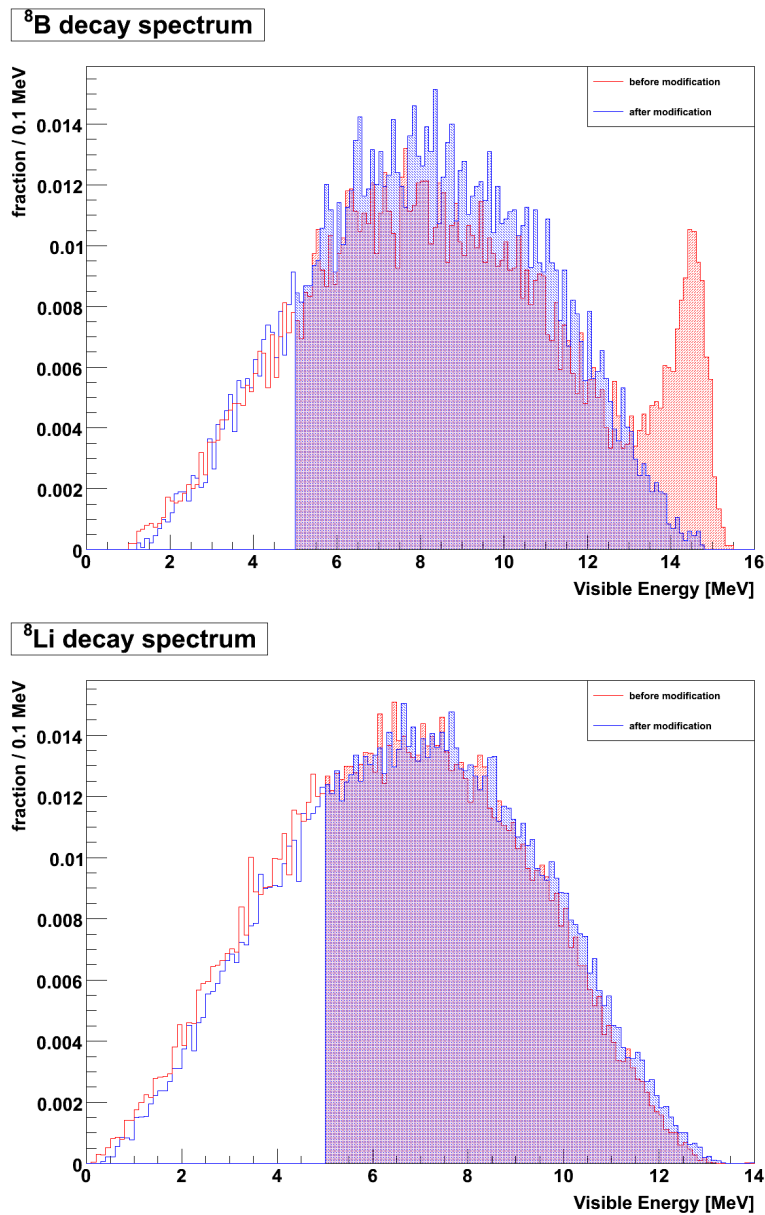 ⁸B decay spectrum
fraction / 0.1 MeV
before modification
after modification
0.014
0.012
0.01
0.008
0.006
0.004
0.002
0
0 2 4 6 8 10 12 14 16
Visible Energy [MeV]
⁸Li decay spectrum
fraction / 0.1 MeV
before modification
after modification
0.014
0.012
0.01
0.008
0.006
0.004
0.002
0
0 2 4 6 8 10 12 14
Visible Energy [MeV]